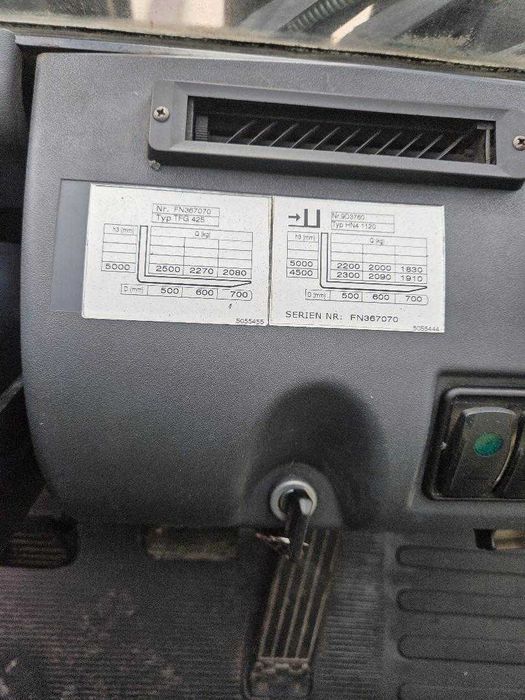 Nr. FN367070
Typ TFG 425
h3 (mm) Q (kg)
5000 2500 2270 2080
D (mm) 500 600 700
5055455
Nr. 903760
Typ HN4 1120
h3 (mm) Q (kg)
5000 2200 2000 1830
4500 2300 2090 1910
D (mm) 500 600 700
SERIEN NR: FN367070
5055444